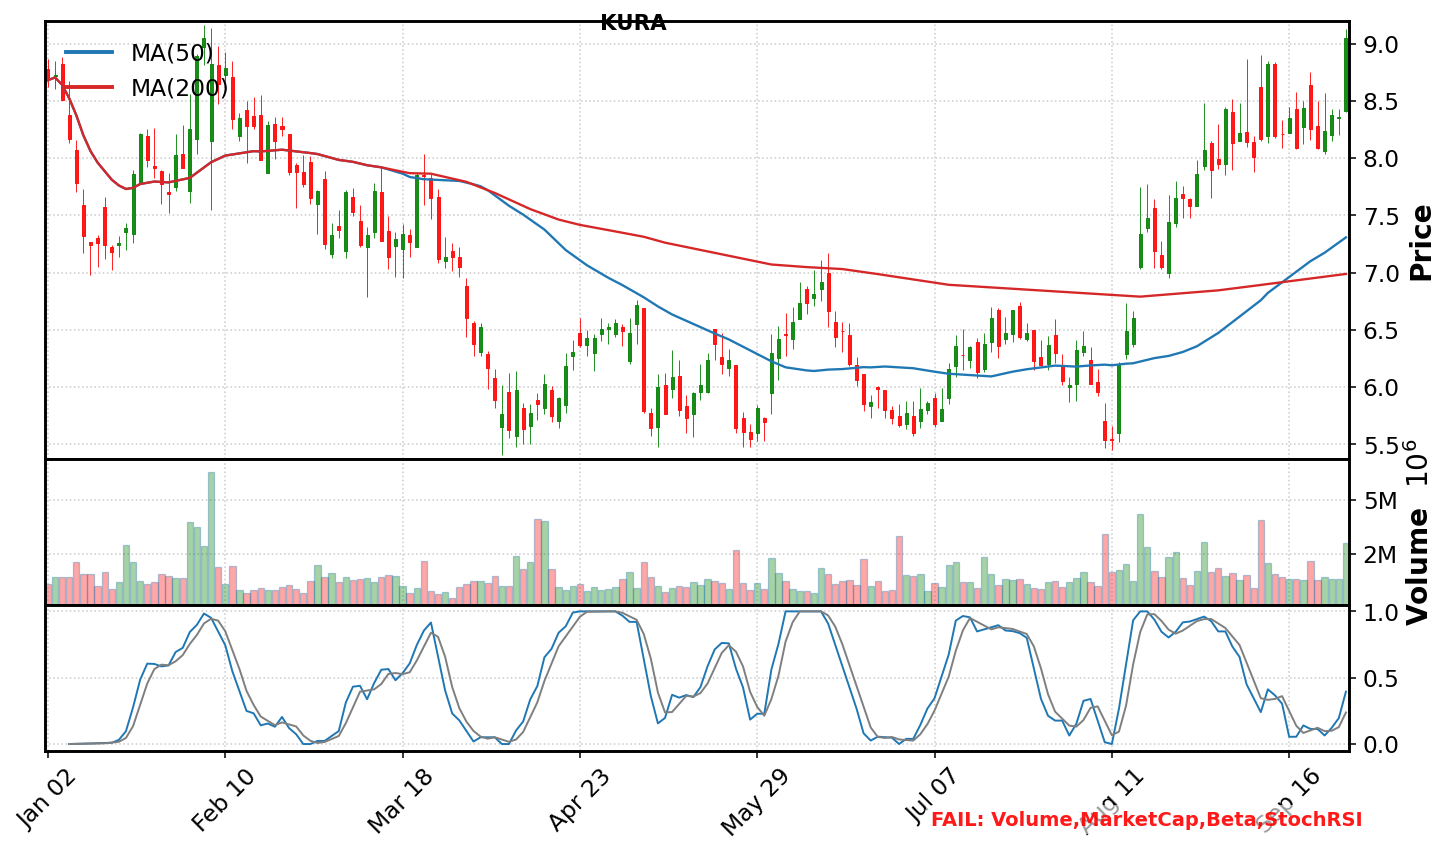 KURA
MA(50)
MA(200)
9.0
8.5
8.0
7.5
7.0
6.5
6.0
5.5
Price
5M
2M
Volume 10^6
1.0
0.5
0.0
Jan 02
Feb 10
Mar 18
Apr 23
May 29
Jul 07
Aug 11
Sep 16
FAIL: Volume,MarketCap,Beta,StochRSI